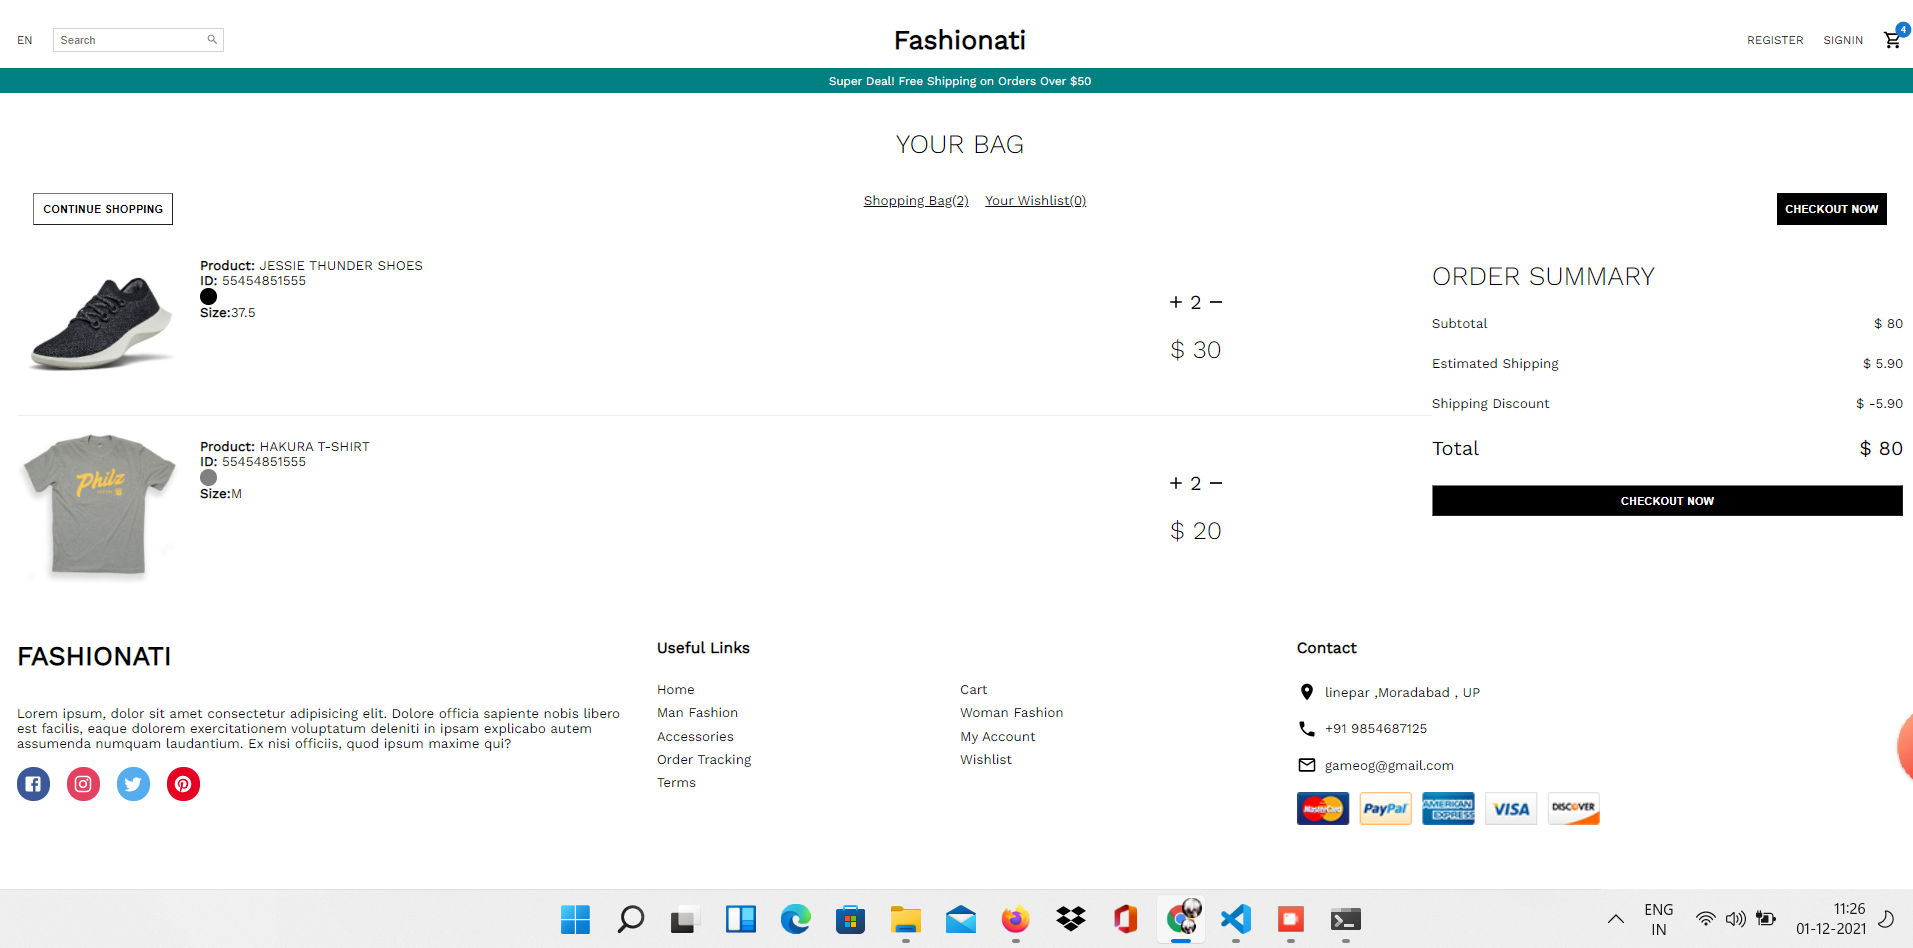 EN
Search
Fashionati
REGISTER
SIGNIN
4
Super Deal! Free Shipping on Orders Over $50
YOUR BAG
CONTINUE SHOPPING
Shopping Bag(2)
Your Wishlist(0)
CHECKOUT NOW
Product: JESSIE THUNDER SHOES
ID: 55454851555
Size:37.5
+ 2 −
$ 30
Product: HAKURA T-SHIRT
ID: 55454851555
Size:M
Philz
+ 2 −
$ 20
ORDER SUMMARY
Subtotal $ 80
Estimated Shipping $ 5.90
Shipping Discount $ -5.90
Total $ 80
CHECKOUT NOW
FASHIONATI
Lorem ipsum, dolor sit amet consectetur adipisicing elit. Dolore officia sapiente nobis libero
est facilis, eaque dolorem exercitationem voluptatum deleniti in ipsam explicabo autem
assumenda numquam laudantium. Ex nisi officiis, quod ipsum maxime qui?
Useful Links
Home
Cart
Man Fashion
Woman Fashion
Accessories
My Account
Order Tracking
Wishlist
Terms
Contact
linepar ,Moradabad , UP
+91 9854687125
gameog@gmail.com
MasterCard
PayPal
AMERICAN
EXPRESS
VISA
DISCOVER
ENG
IN
11:26
01-12-2021